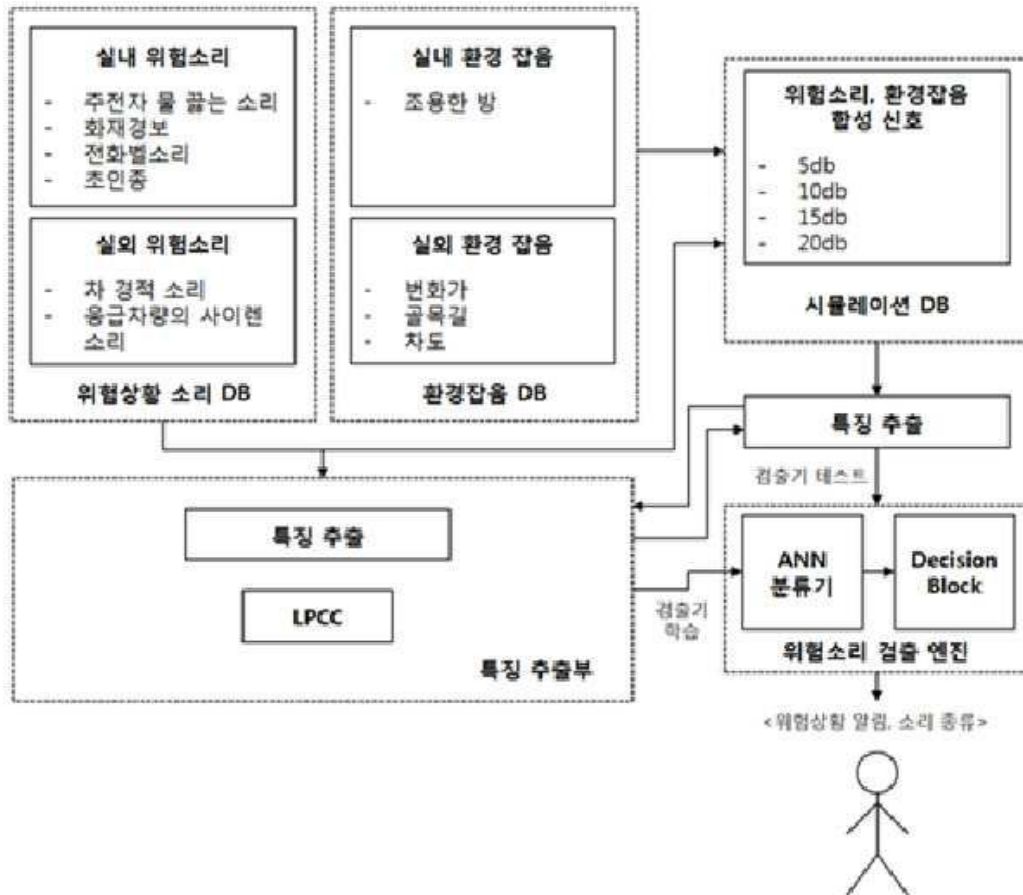 실내 위험소리
- 주전자 물 끓는 소리
- 화재경보
- 전화벨소리
- 초인종
실외 위험소리
- 차 경적 소리
- 응급차량의 사이렌
소리
위험상황 소리 DB
실내 환경 잡음
- 조용한 방
실외 환경 잡음
- 번화가
- 골목길
- 차도
환경잡음 DB
위험소리, 환경잡음
합성 신호
- 5db
- 10db
- 15db
- 20db
시뮬레이션 DB
특징 추출
검출기 테스트
특징 추출
LPCC
특징 추출부
검출기
학습
ANN
분류기
Decision
Block
위험소리 검출 엔진
<위험상황 알림, 소리 종류>